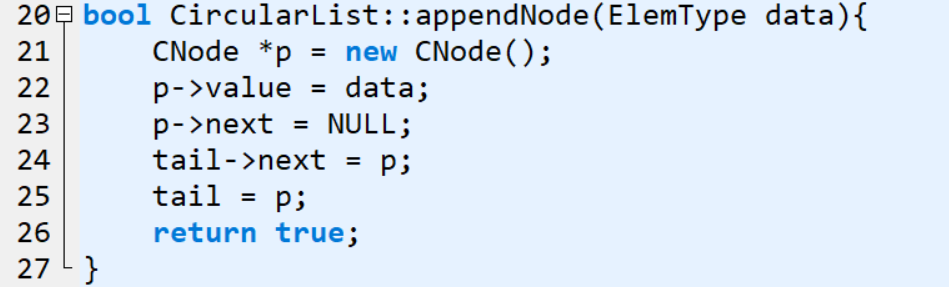 20 bool CircularList::appendNode(ElemType data){
21     CNode *p = new CNode();
22     p->value = data;
23     p->next = NULL;
24     tail->next = p;
25     tail = p;
26     return true;
27 }